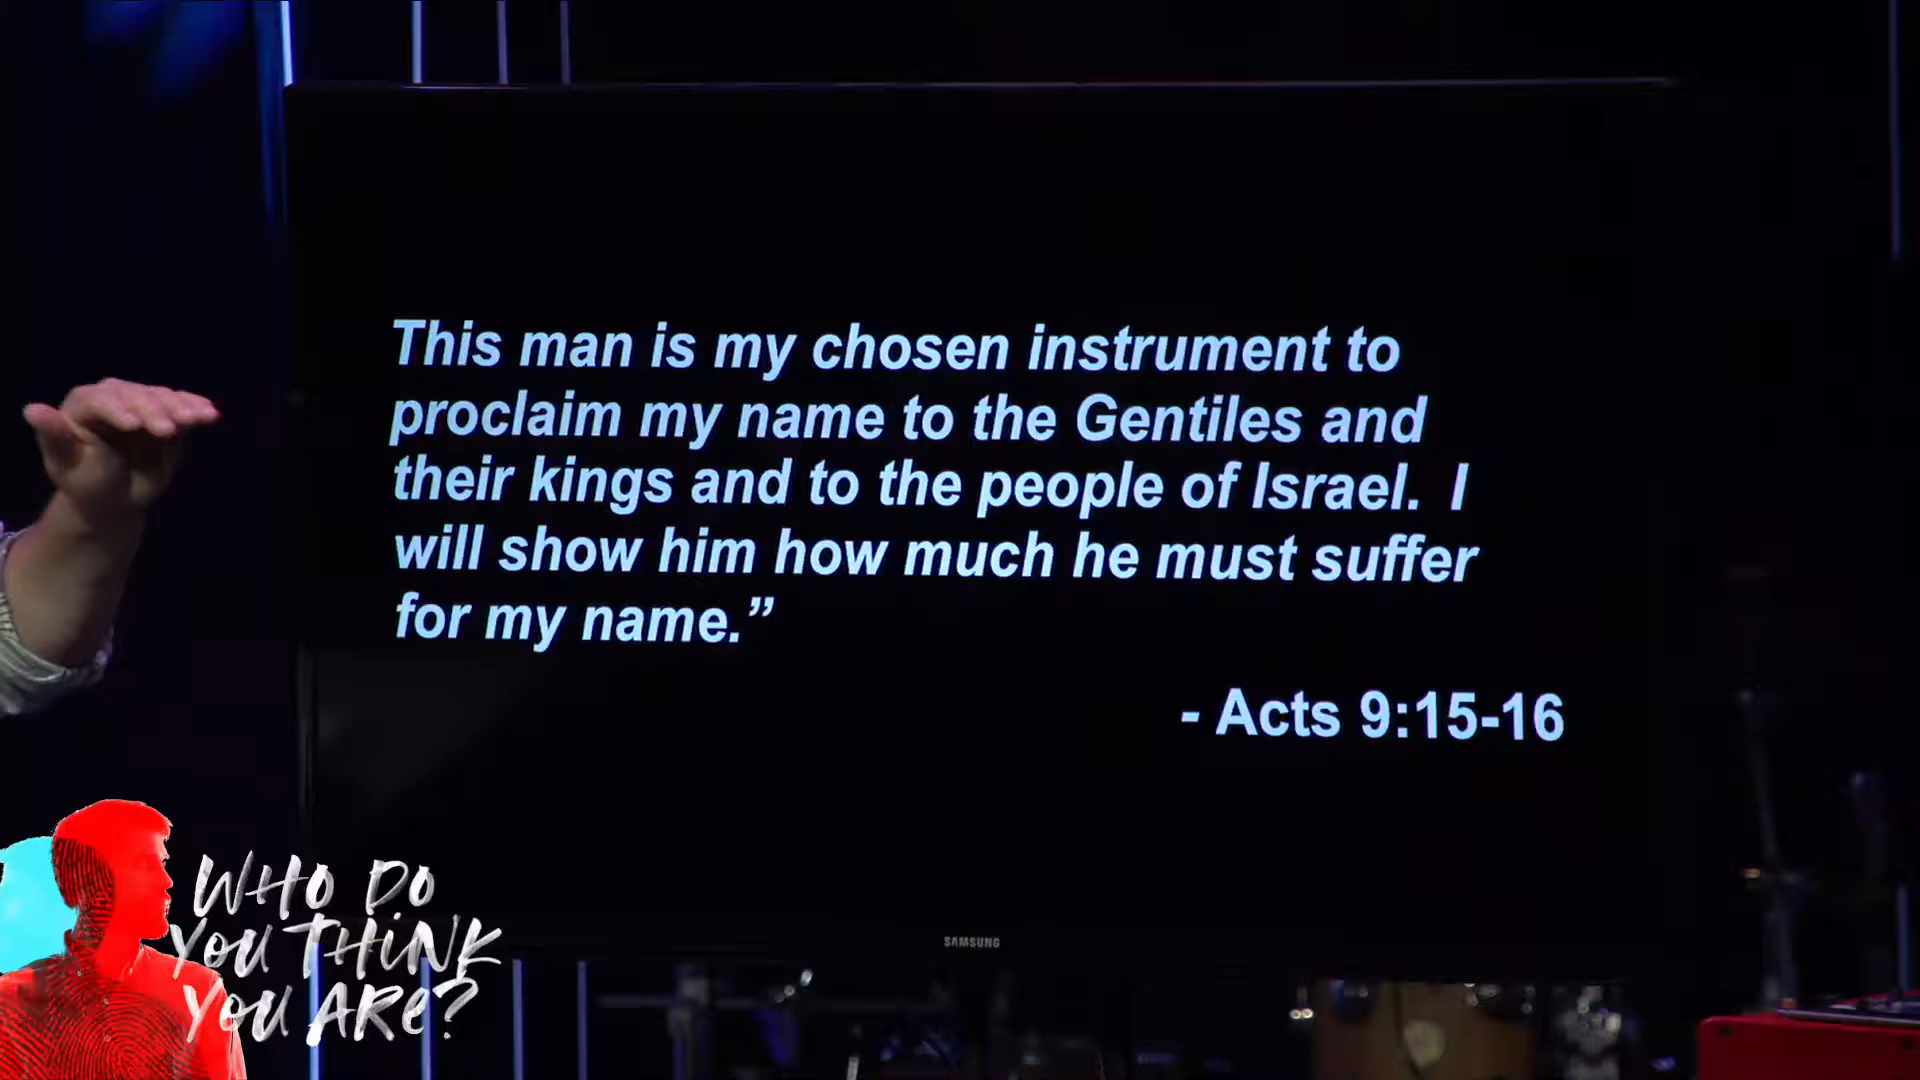 This man is my chosen instrument to
proclaim my name to the Gentiles and
their kings and to the people of Israel. I
will show him how much he must suffer
for my name.”
- Acts 9:15-16
SAMSUNG
WHO DO
YOU THiNK
YOU ARe?